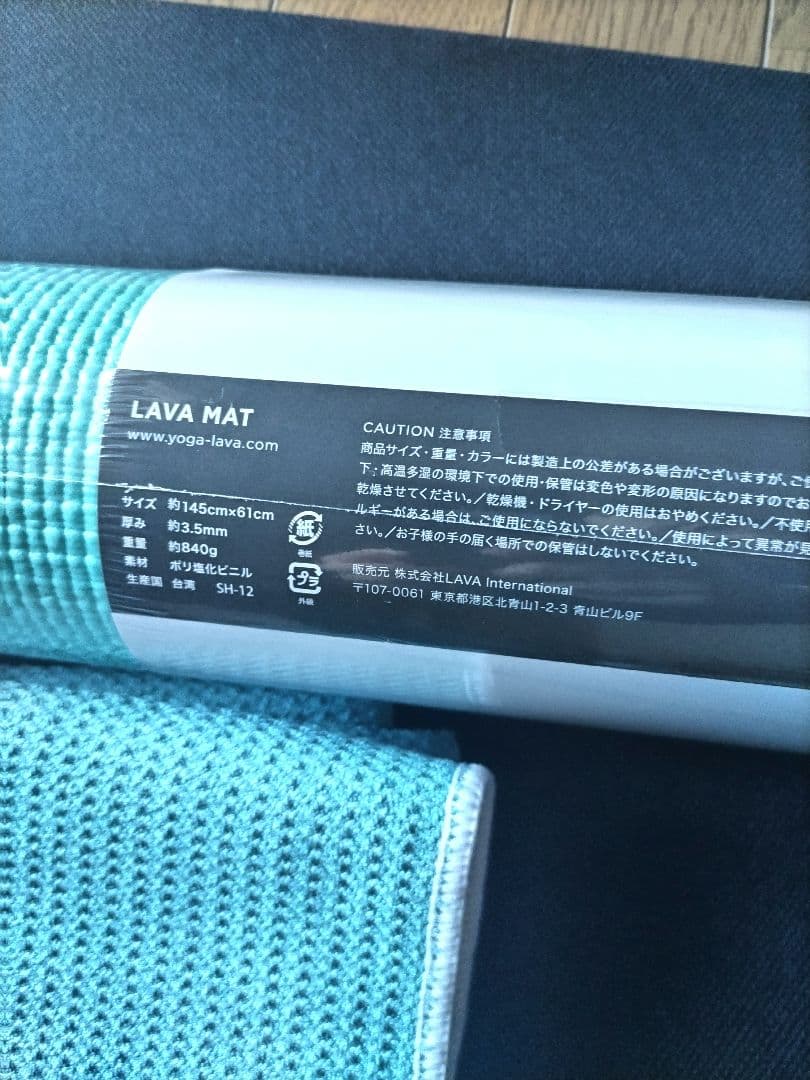 LAVA MAT
www.yoga-lava.com
サイズ 約145cm×61cm
厚み 約3.5mm
重量 約840g
素材 ポリ塩化ビニル
生産国 台湾 SH-12
紙
巻紙
プラ
外袋
CAUTION 注意事項
商品サイズ・重量・カラーには製造上の公差がある場合がございますが、ご
下・高温多湿の環境下での使用・保管は変色や変形の原因になりますのでお
乾燥させてください。／乾燥機・ドライヤーの使用はおやめください。／不使
ルギーがある場合は、ご使用にならないでください。／使用によって異常が
さい。／お子様の手の届く場所での保管はしないでください。
販売元 株式会社LAVA International
〒107-0061 東京都港区北青山1-2-3 青山ビル9F